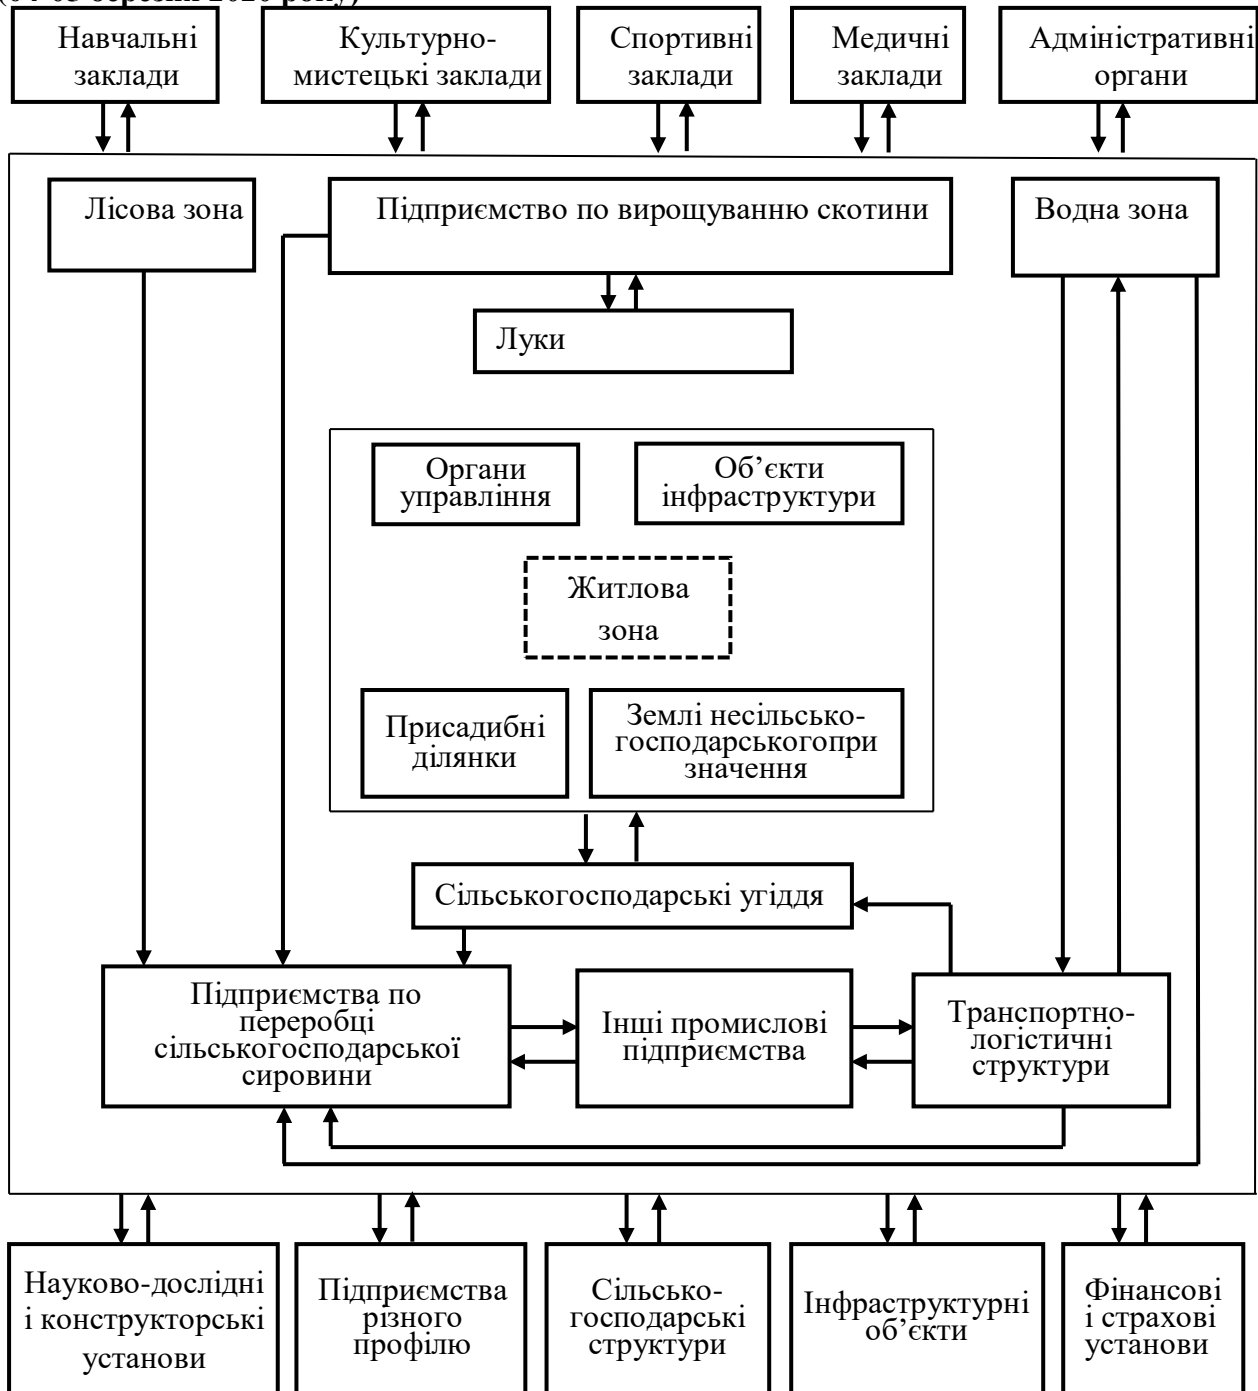 Навчальні
заклади
Культурно-
мистецькі заклади
Спортивні
заклади
Медичні
заклади
Адміністративні
органи
Лісова зона
Підприємство по вирощуванню скотини
Водна зона
Луки
Органи
управління
Об’єкти
інфраструктури
Житлова
зона
Присадибні
ділянки
Землі несільсько-
господарськогопри
значення
Сільськогосподарські угіддя
Підприємства по
переробці
сільськогосподарської
сировини
Інші промислові
підприємства
Транспортно-
логістичні
структури
Науково-дослідні
і конструкторські
установи
Підприємства
різного
профілю
Сільсько-
господарські
структури
Інфраструктурні
об’єкти
Фінансові
і страхові
установи